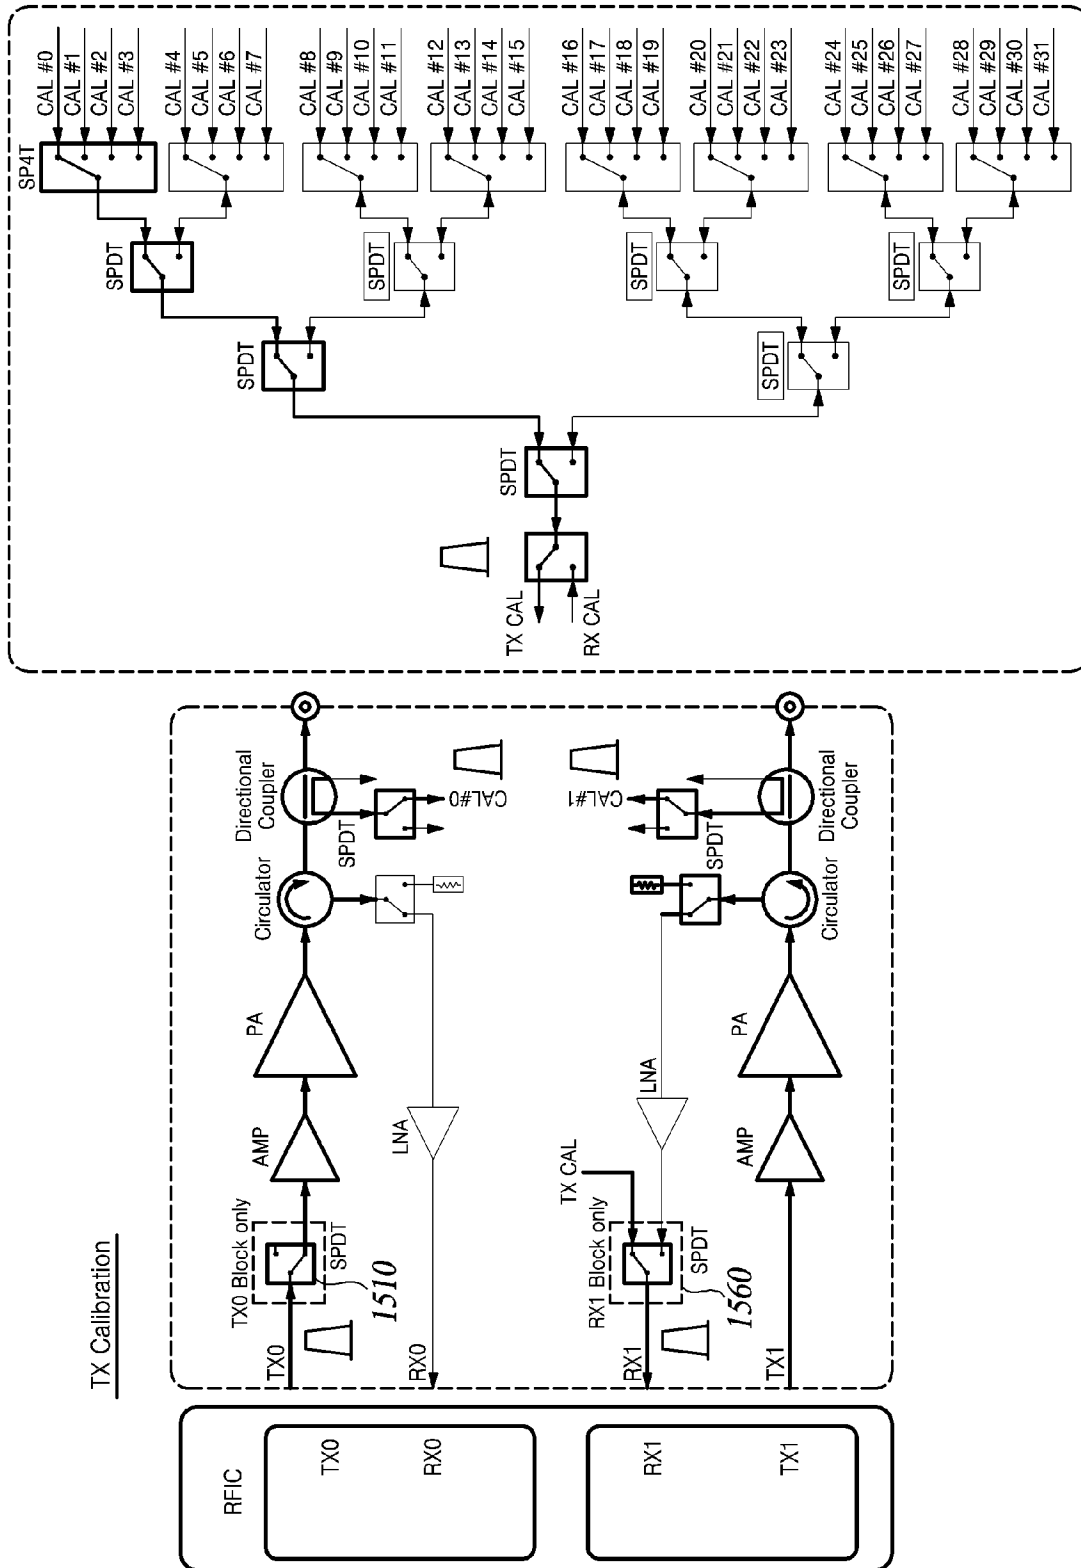 TX Calibration
RFIC
TX0
RX0
RX1
TX1
TX0
TX0 Block only
SPDT
1510
AMP
PA
Circulator
Directional
Coupler
SPDT
CAL#0
RX0
LNA
RX1
RX1 Block only
SPDT
1560
TX CAL
LNA
SPDT
CAL#1
TX1
AMP
PA
Circulator
Directional
Coupler
TX CAL
RX CAL
SPDT
SPDT
SPDT
SPDT
SPDT
SPDT
SPDT
SP4T
CAL #0
CAL #1
CAL #2
CAL #3
CAL #4
CAL #5
CAL #6
CAL #7
CAL #8
CAL #9
CAL #10
CAL #11
CAL #12
CAL #13
CAL #14
CAL #15
CAL #16
CAL #17
CAL #18
CAL #19
CAL #20
CAL #21
CAL #22
CAL #23
CAL #24
CAL #25
CAL #26
CAL #27
CAL #28
CAL #29
CAL #30
CAL #31